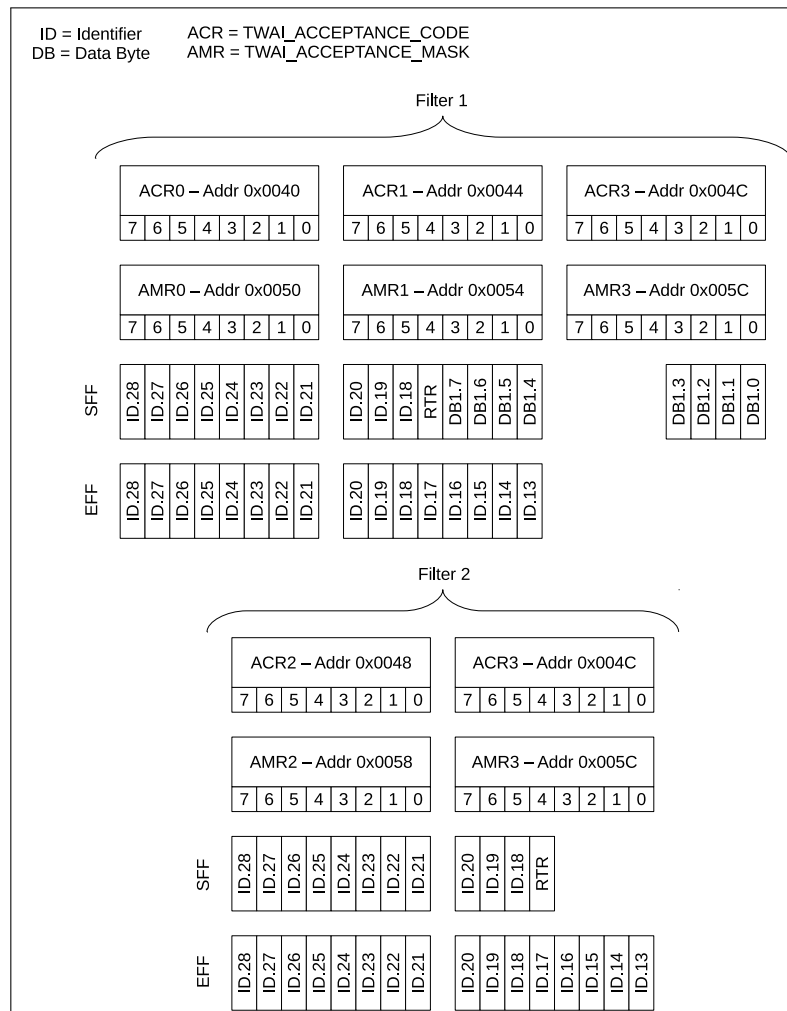 ID = Identifier ACR = TWAI_ACCEPTANCE_CODE
DB = Data Byte AMR = TWAI_ACCEPTANCE_MASK
Filter 1
ACR0 – Addr 0x0040 ACR1 – Addr 0x0044 ACR3 – Addr 0x004C
7 6 5 4 3 2 1 0 7 6 5 4 3 2 1 0 7 6 5 4 3 2 1 0
AMR0 – Addr 0x0050 AMR1 – Addr 0x0054 AMR3 – Addr 0x005C
7 6 5 4 3 2 1 0 7 6 5 4 3 2 1 0 7 6 5 4 3 2 1 0
SFF ID.28 ID.27 ID.26 ID.25 ID.24 ID.23 ID.22 ID.21 ID.20 ID.19 ID.18 RTR DB1.7 DB1.6 DB1.5 DB1.4 DB1.3 DB1.2 DB1.1 DB1.0
EFF ID.28 ID.27 ID.26 ID.25 ID.24 ID.23 ID.22 ID.21 ID.20 ID.19 ID.18 ID.17 ID.16 ID.15 ID.14 ID.13
Filter 2
ACR2 – Addr 0x0048 ACR3 – Addr 0x004C
7 6 5 4 3 2 1 0 7 6 5 4 3 2 1 0
AMR2 – Addr 0x0058 AMR3 – Addr 0x005C
7 6 5 4 3 2 1 0 7 6 5 4 3 2 1 0
SFF ID.28 ID.27 ID.26 ID.25 ID.24 ID.23 ID.22 ID.21 ID.20 ID.19 ID.18 RTR
EFF ID.28 ID.27 ID.26 ID.25 ID.24 ID.23 ID.22 ID.21 ID.20 ID.19 ID.18 ID.17 ID.16 ID.15 ID.14 ID.13